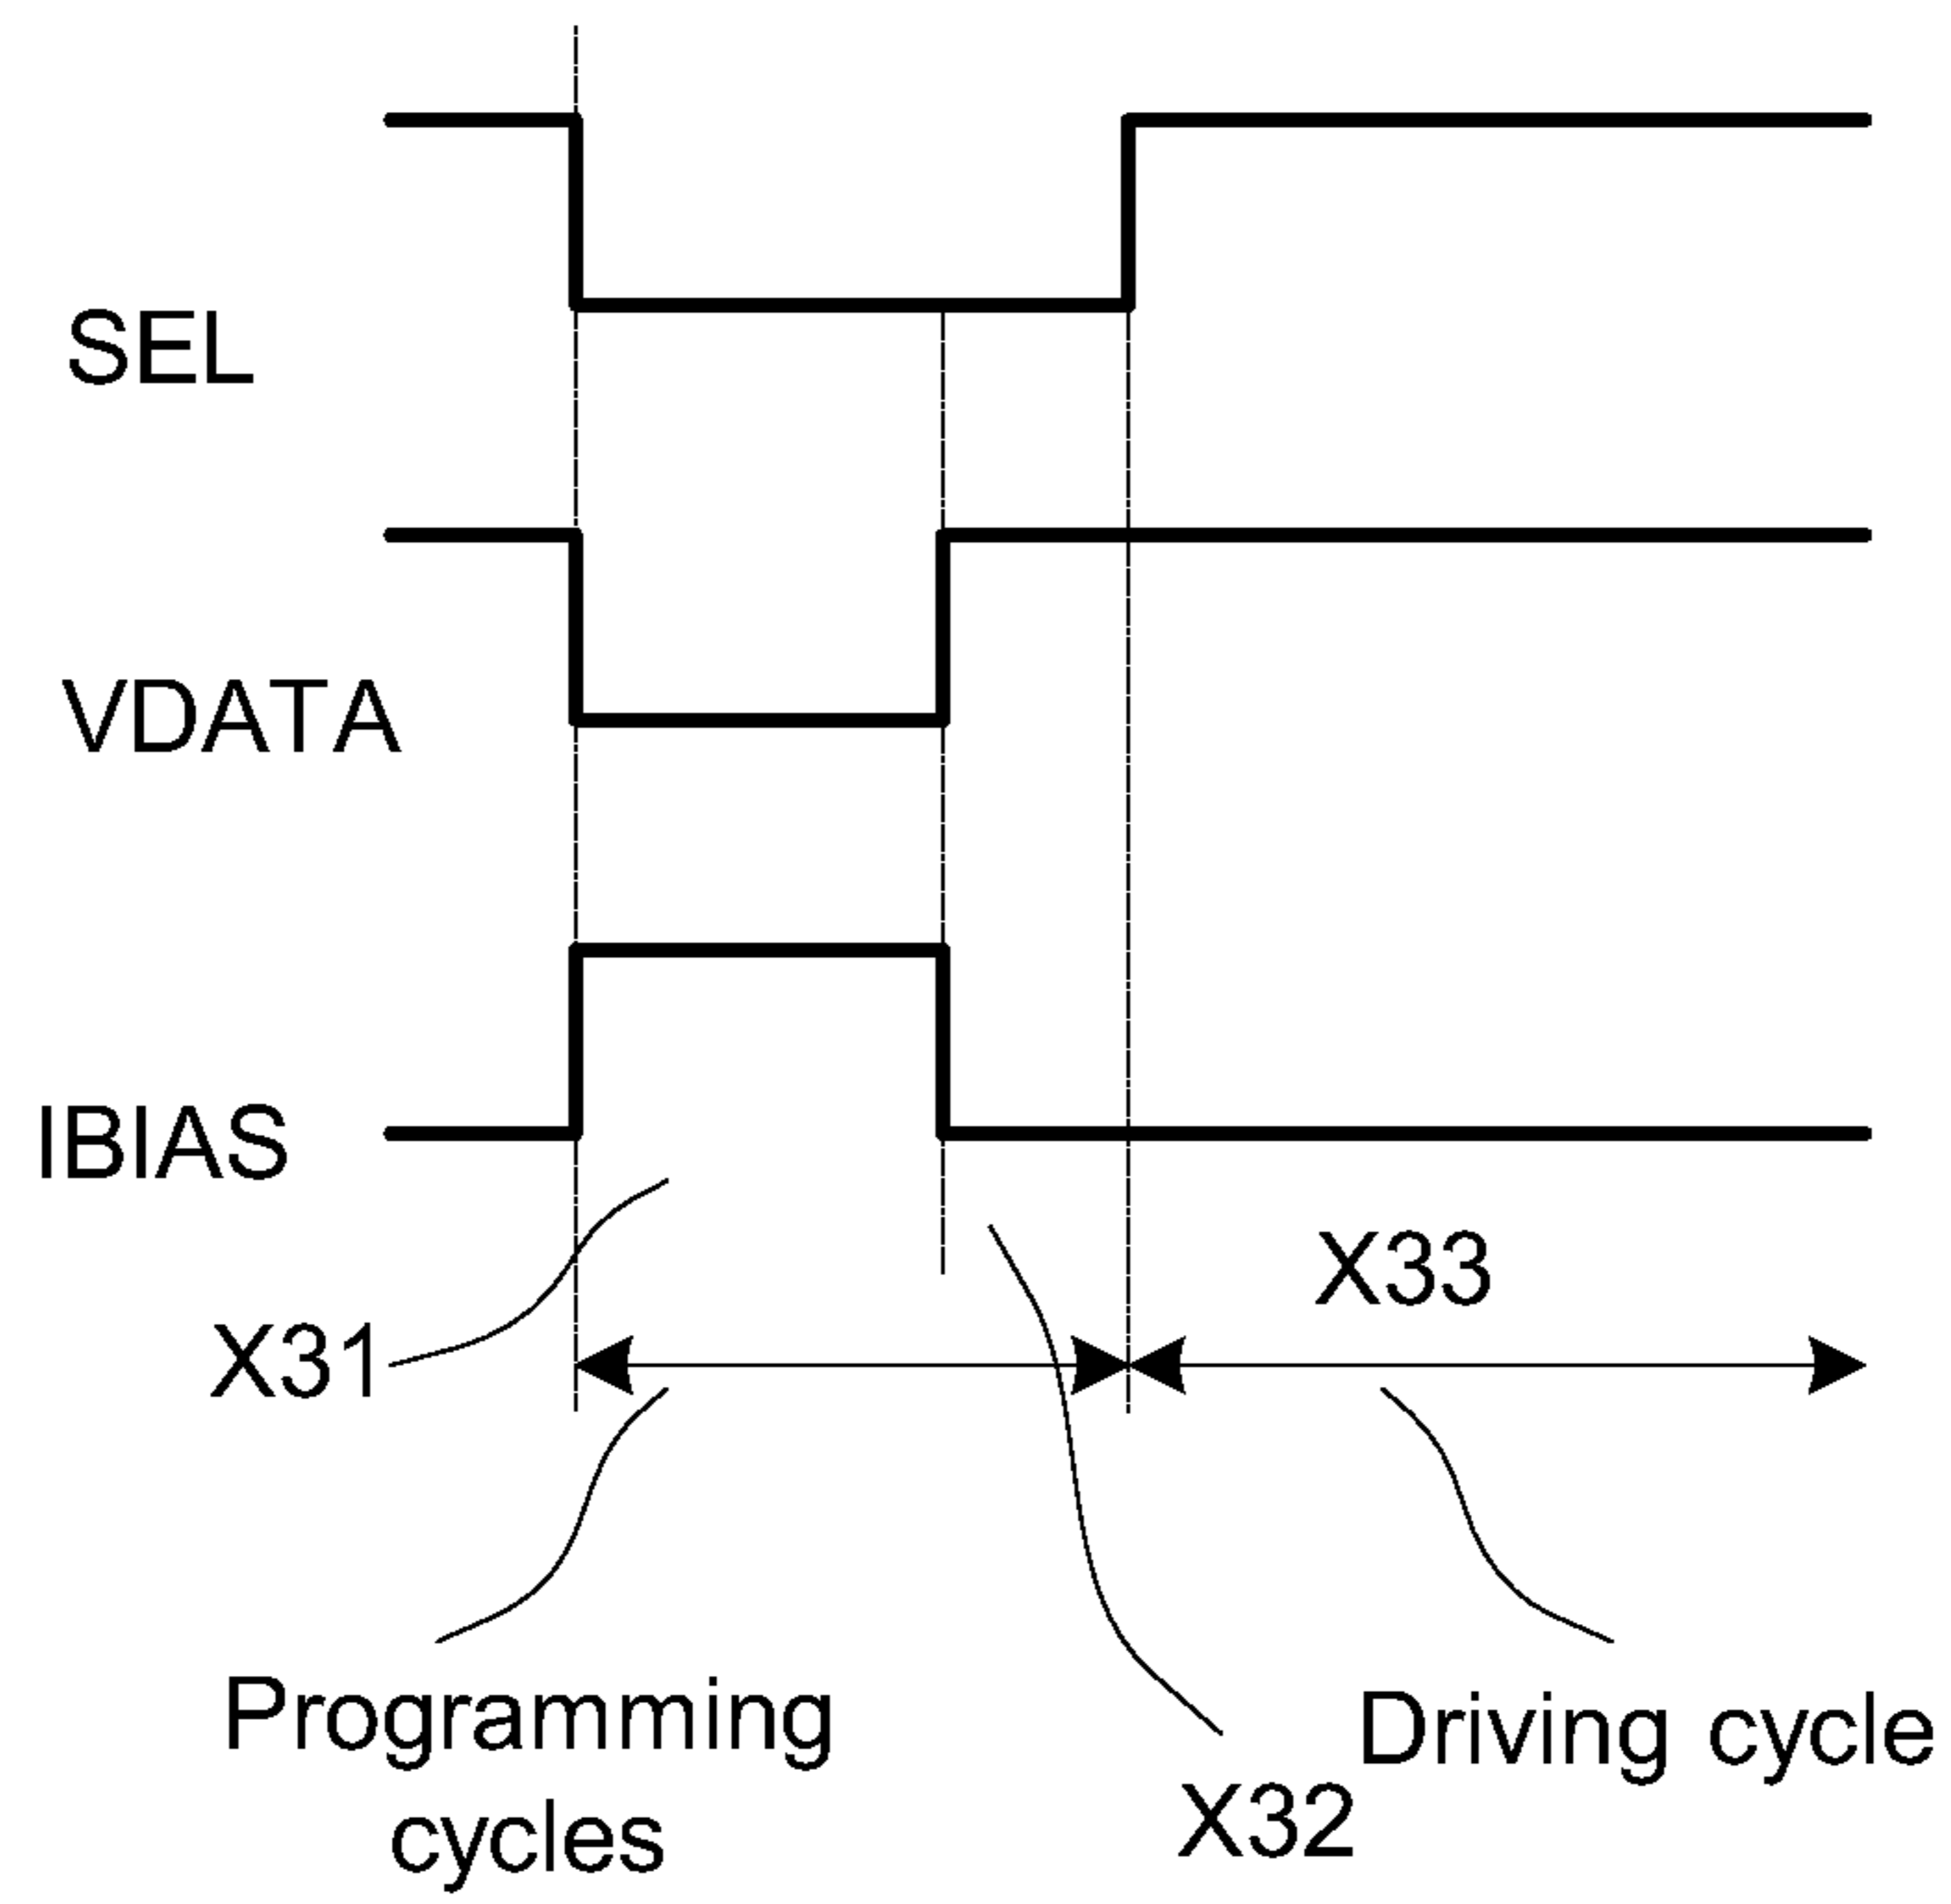 SEL
VDATA
IBIAS
X33
X31
Programming
cycles
Driving cycle
X32